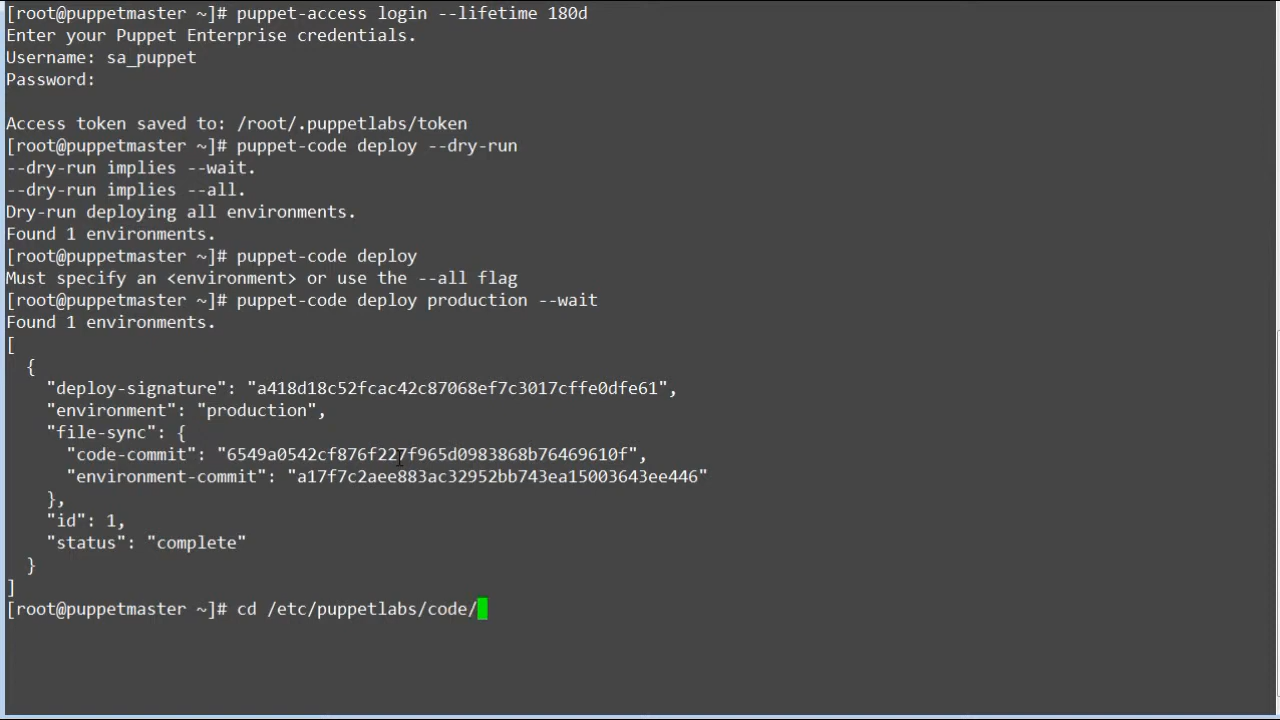 [root@puppetmaster ~]# puppet-access login --lifetime 180d
Enter your Puppet Enterprise credentials.
Username: sa_puppet
Password:
Access token saved to: /root/.puppetlabs/token
[root@puppetmaster ~]# puppet-code deploy --dry-run
--dry-run implies --wait.
--dry-run implies --all.
Dry-run deploying all environments.
Found 1 environments.
[root@puppetmaster ~]# puppet-code deploy
Must specify an <environment> or use the --all flag
[root@puppetmaster ~]# puppet-code deploy production --wait
Found 1 environments.
[
  {
    "deploy-signature": "a418d18c52fcac42c87068ef7c3017cffe0dfe61",
    "environment": "production",
    "file-sync": {
      "code-commit": "6549a0542cf876f227f965d0983868b76469610f",
      "environment-commit": "a17f7c2aee883ac32952bb743ea15003643ee446"
    },
    "id": 1,
    "status": "complete"
  }
]
[root@puppetmaster ~]# cd /etc/puppetlabs/code/